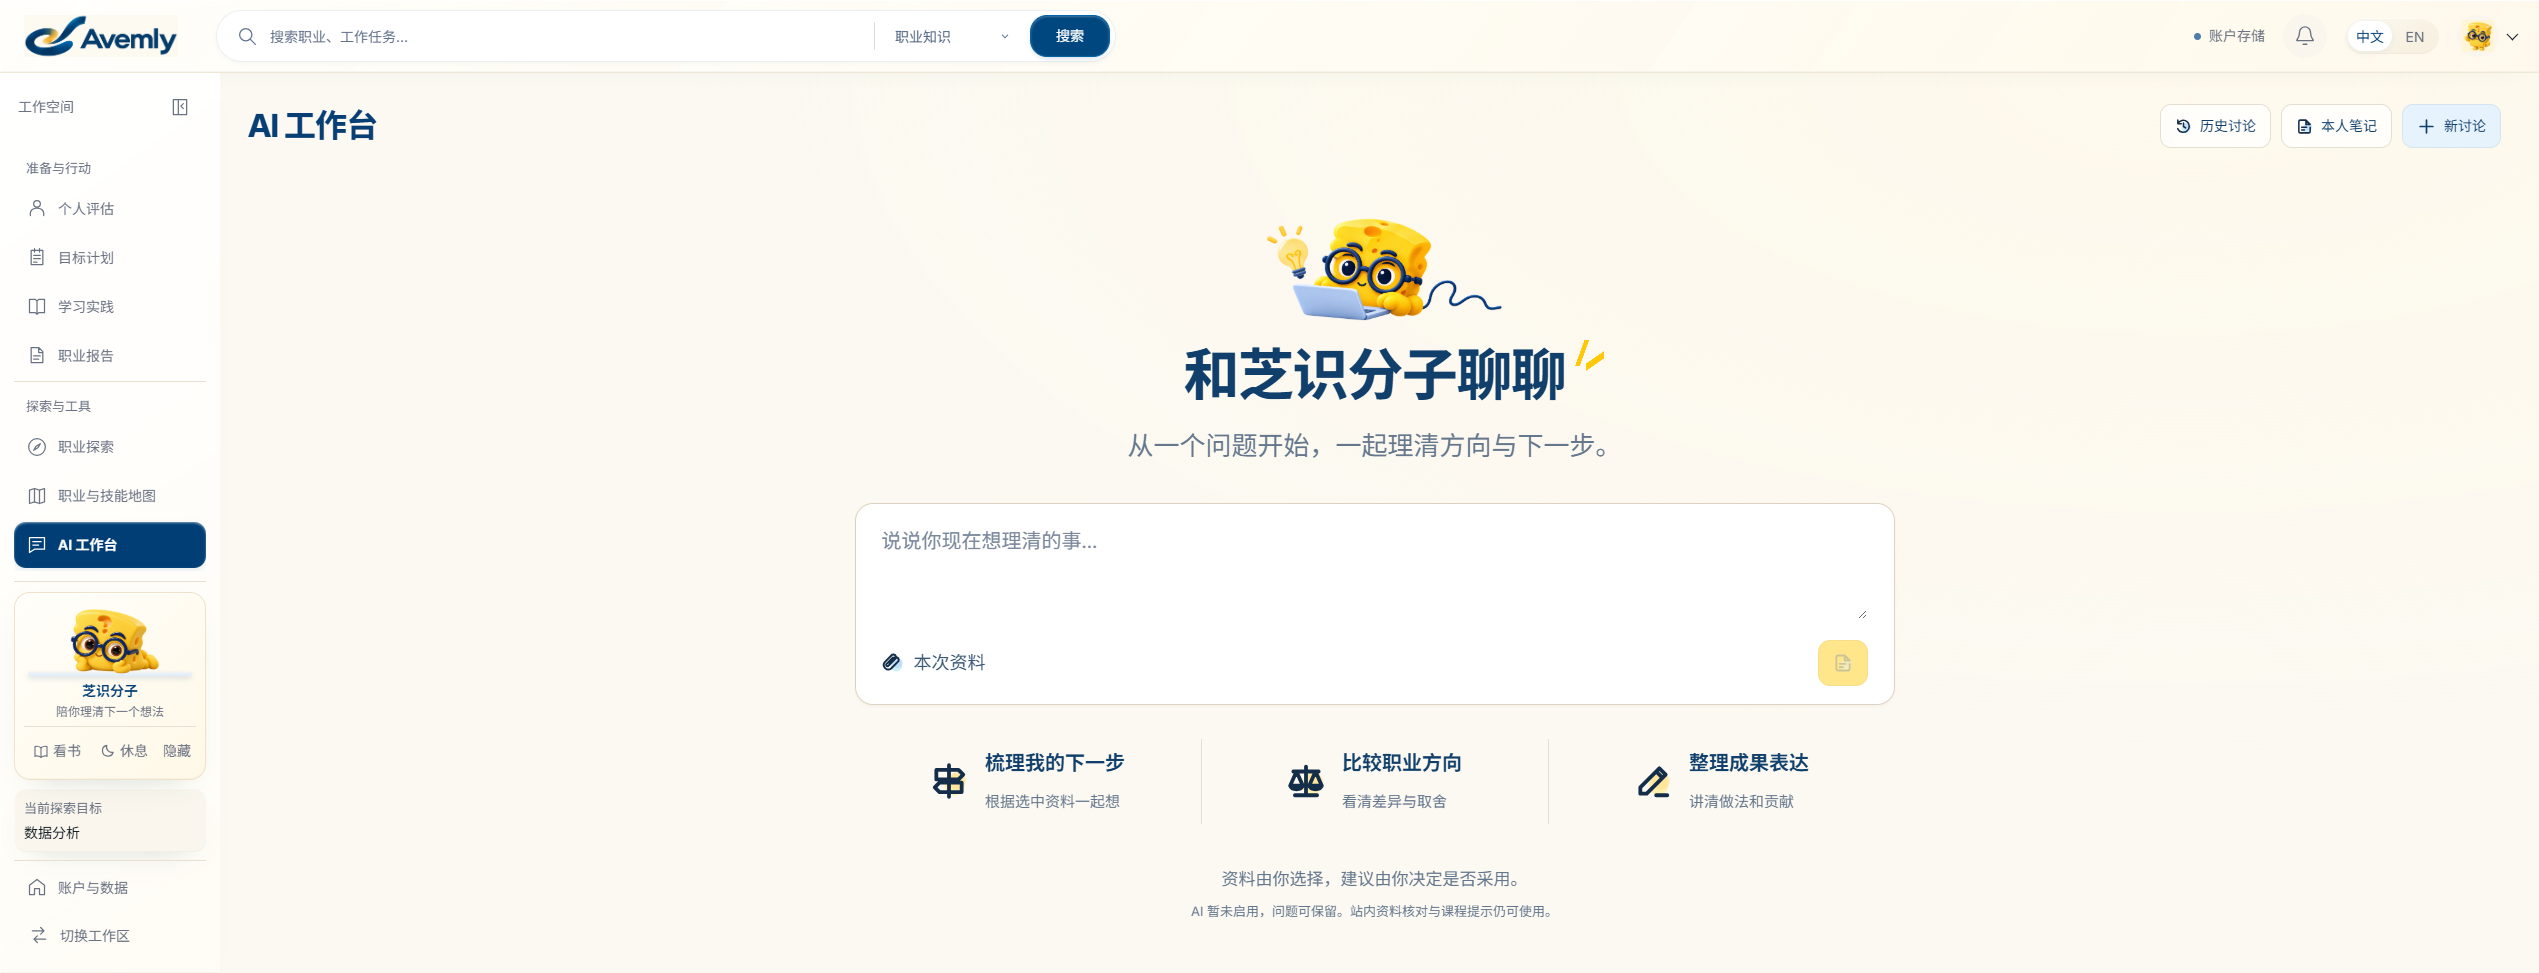 Avemly
搜索职业、工作任务...
职业知识
搜索
账户存储
中文
EN
工作空间
准备与行动
个人评估
目标计划
学习实践
职业报告
探索与工具
职业探索
职业与技能地图
AI 工作台
芝识分子
陪你理清下一个想法
看书
休息
隐藏
当前探索目标
数据分析
账户与数据
切换工作区
AI 工作台
历史讨论
本人笔记
新讨论
和芝识分子聊聊
从一个问题开始，一起理清方向与下一步。
说说你现在想理清的事...
本次资料
梳理我的下一步
根据选中资料一起想
比较职业方向
看清差异与取舍
整理成果表达
讲清做法和贡献
资料由你选择，建议由你决定是否采用。
AI 暂未启用，问题可保留。站内资料核对与课程提示仍可使用。